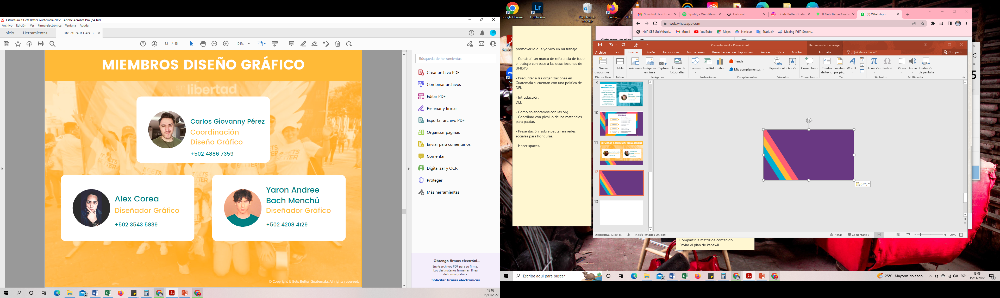 Estructura It Gets Better Guatemala 2022 - Adobe Acrobat Pro (64-bit)
Archivo Edición Ver Firma electrónica Ventana Ayuda
Inicio Herramientas Estructura It Gets B...
32 / 45 104%
MIEMBROS DISEÑO GRÁFICO
libertad
Carlos Giovanny Pérez
Coordinación
Diseño Gráfico
+502 4886 7359
Alex Corea
Diseñador Gráfico
+502 3543 5839
Yaron Andree
Bach Menchú
Diseñador Gráfico
+502 4208 4129
© Copyright It Gets Better Guatemala. All rights reserved.
Búsqueda de herramientas
Crear archivo PDF
Combinar archivos
Editar PDF
Rellenar y firmar
Exportar archivo PDF
Organizar páginas
Enviar para comentarios
Comentar
Digitalizar y OCR
Proteger
Más herramientas
Obtenga firmas electróni...
Envíe archivos PDF para su firma.
Los destinatarios firman en línea
de forma gratuita.
Solicitar firmas electrónicas
13:08
15/11/2022
Google Chrome
Lightroom
Papelera de
reciclaje
Firefox
promover lo que yo vivo en mi trabajo.
- Construir un marco de referencia de todo
el trabajo con base a las descripciones de
UNISYS.
- Preguntar a las organizaciones en
Guatemala si cuentan con una política de
DEI.
- Intruducción,
DEI.
- Como colaboramos con las org
- Coordinar con pichi lo de los materiales
para pautar.
- Presentación, sobre pautar en redes
sociales para honduras.
- Hacer spaces.
Solicitud de cotizaci Spotify - Web Playe Historial It Gets Better Guate It Gets Better Guate (3) WhatsApp
web.whatsapp.com
NdP SEE GuiaViruel... Gmail YouTube Maps Noticias Traducir Making PrEP Smart:...
Guía para un plan
Presentación1 - PowerPoint
Herramientas de imagen
Archivo Inicio Insertar Diseño Transiciones Animaciones Presentación con diapositivas Revisar Vista Acrobat Formato ¿Qué desea hacer? Compartir
Nueva
diapositiva
Tabla
Imágenes
Imágenes
en línea
Captura
Álbum de
fotografías
Formas
SmartArt
Gráfico
Tienda
Mis complementos
Hipervínculo
Acción
Comentario
Cuadro
de texto
Encabez.
pie pág.
WordArt
Ecuación
Símbolo
Vídeo
Audio
Grabación
de pantalla
Diapositivas Tablas Imágenes Ilustraciones Complementos Vínculos Comentarios Texto Símbolos Multimedia
9
BRAND
MANAGEMENT
Carlos
Giovanny Pérez
10
EQUIPOS
11
MIEMBROS COMMUNITY MANAGEMENT
12
13
(Ctrl)
Diapositiva 12 de 13 Inglés (Estados Unidos) Notas Comentarios 28%
Compartir la matriz de contenido.
Enviar el plan de kabawil.
Escribe aquí para buscar
25°C Mayorm. soleado
ESP
13:08
15/11/2022